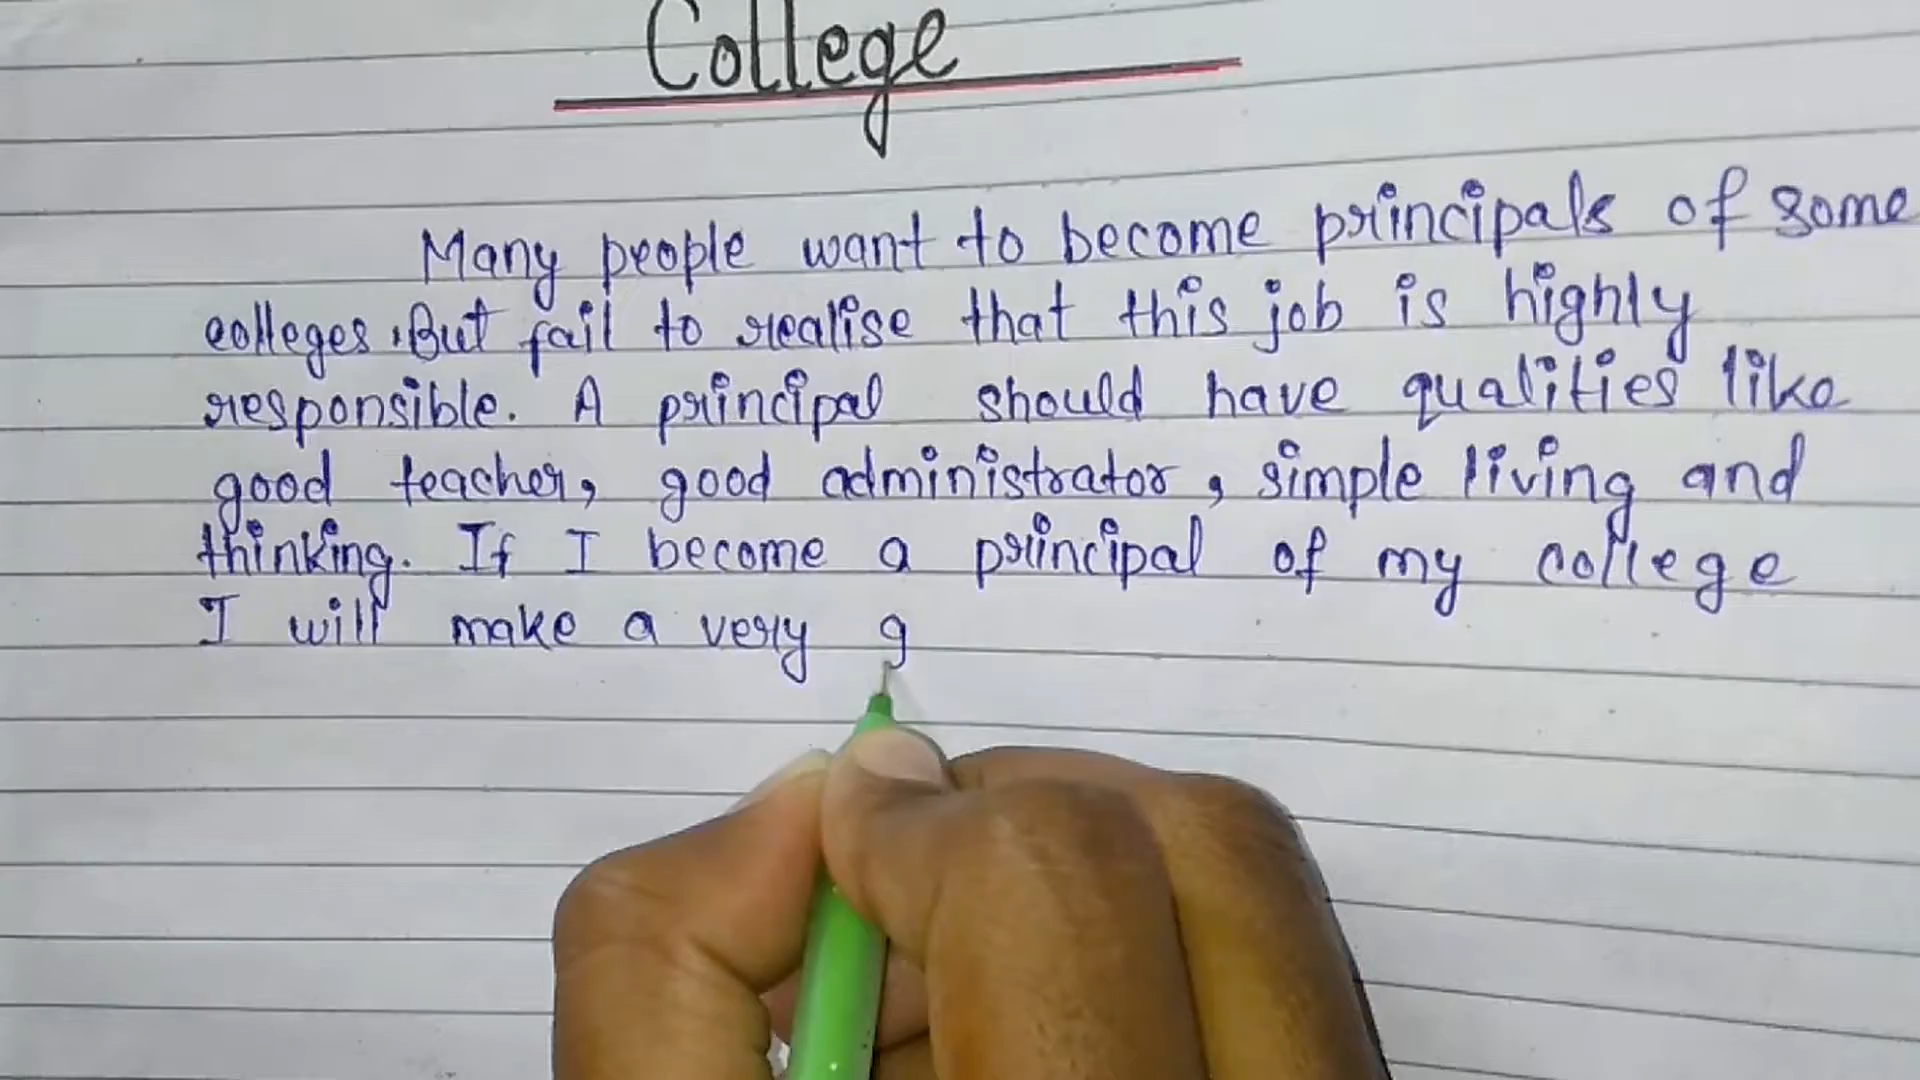 College
Many people want to become principals of some
colleges. But fail to realise that this job is highly
responsible. A principal should have qualities like
good teacher, good administrator, simple living and
thinking. If I become a principal of my college
I will make a very g